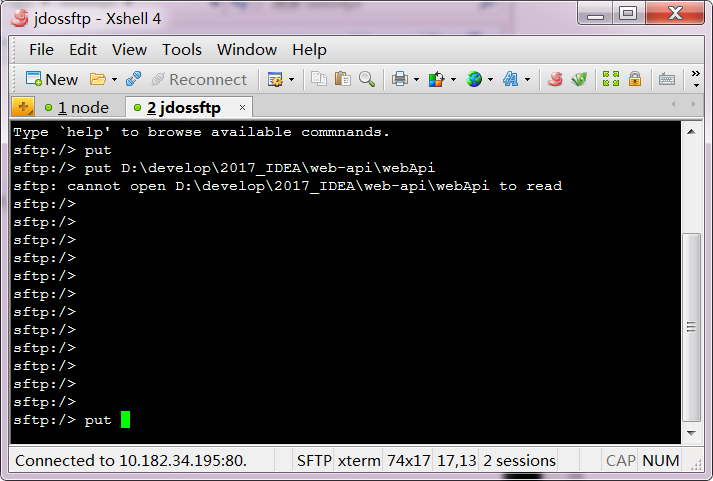 jdossftp - Xshell 4
File Edit View Tools Window Help
New Reconnect
1 node 2 jdossftp
Type `help' to browse available commnands.
sftp:/> put
sftp:/> put D:\develop\2017_IDEA\web-api\webApi
sftp: cannot open D:\develop\2017_IDEA\web-api\webApi to read
sftp:/>
sftp:/>
sftp:/>
sftp:/>
sftp:/>
sftp:/>
sftp:/>
sftp:/>
sftp:/>
sftp:/>
sftp:/>
sftp:/>
sftp:/> put
Connected to 10.182.34.195:80. SFTP xterm 74x17 17,13 2 sessions CAP NUM